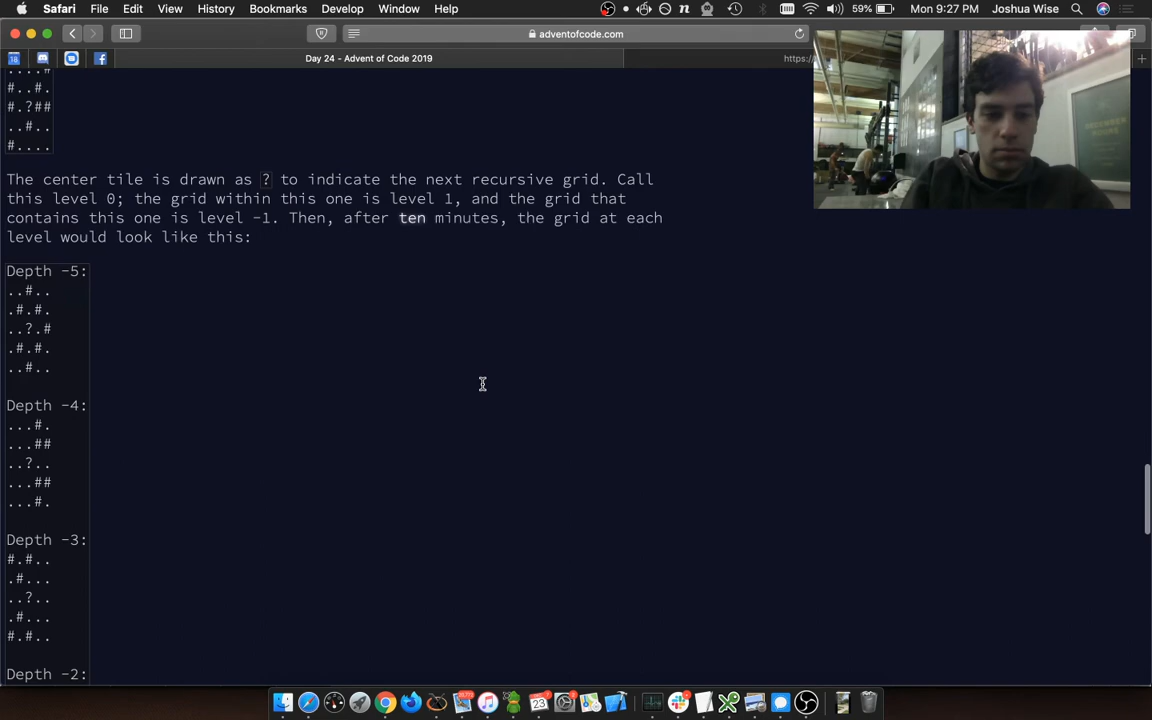 Safari File Edit View History Bookmarks Develop Window Help 59% Mon 9:27 PM Joshua Wise
adventofcode.com
Day 24 - Advent of Code 2019 https:/
....#
#..#.
#.?##
..#..
#....
The center tile is drawn as ? to indicate the next recursive grid. Call
this level 0; the grid within this one is level 1, and the grid that
contains this one is level -1. Then, after ten minutes, the grid at each
level would look like this:
Depth -5:
..#..
.#.#.
..?.#
.#.#.
..#..
Depth -4:
...#.
...##
..?..
...##
...#.
Depth -3:
#.#..
.#...
..?..
.#...
#.#..
Depth -2: